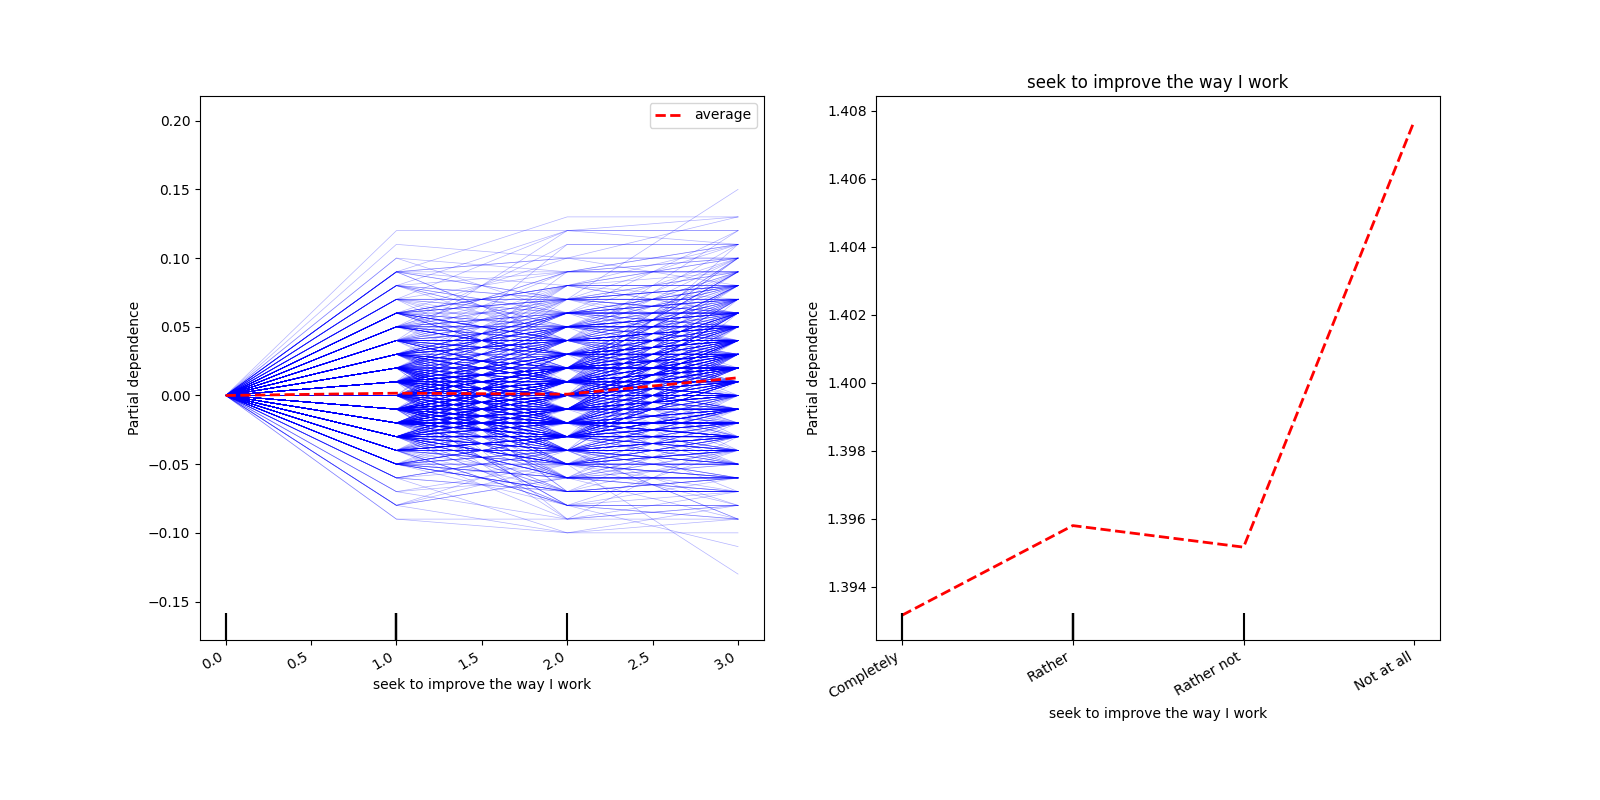 seek to improve the way I work
average
0.20
0.15
0.10
0.05
0.00
−0.05
−0.10
−0.15
Partial dependence
0.0
0.5
1.0
1.5
2.0
2.5
3.0
seek to improve the way I work
1.408
1.406
1.404
1.402
1.400
1.398
1.396
1.394
Partial dependence
Completely
Rather
Rather not
Not at all
seek to improve the way I work